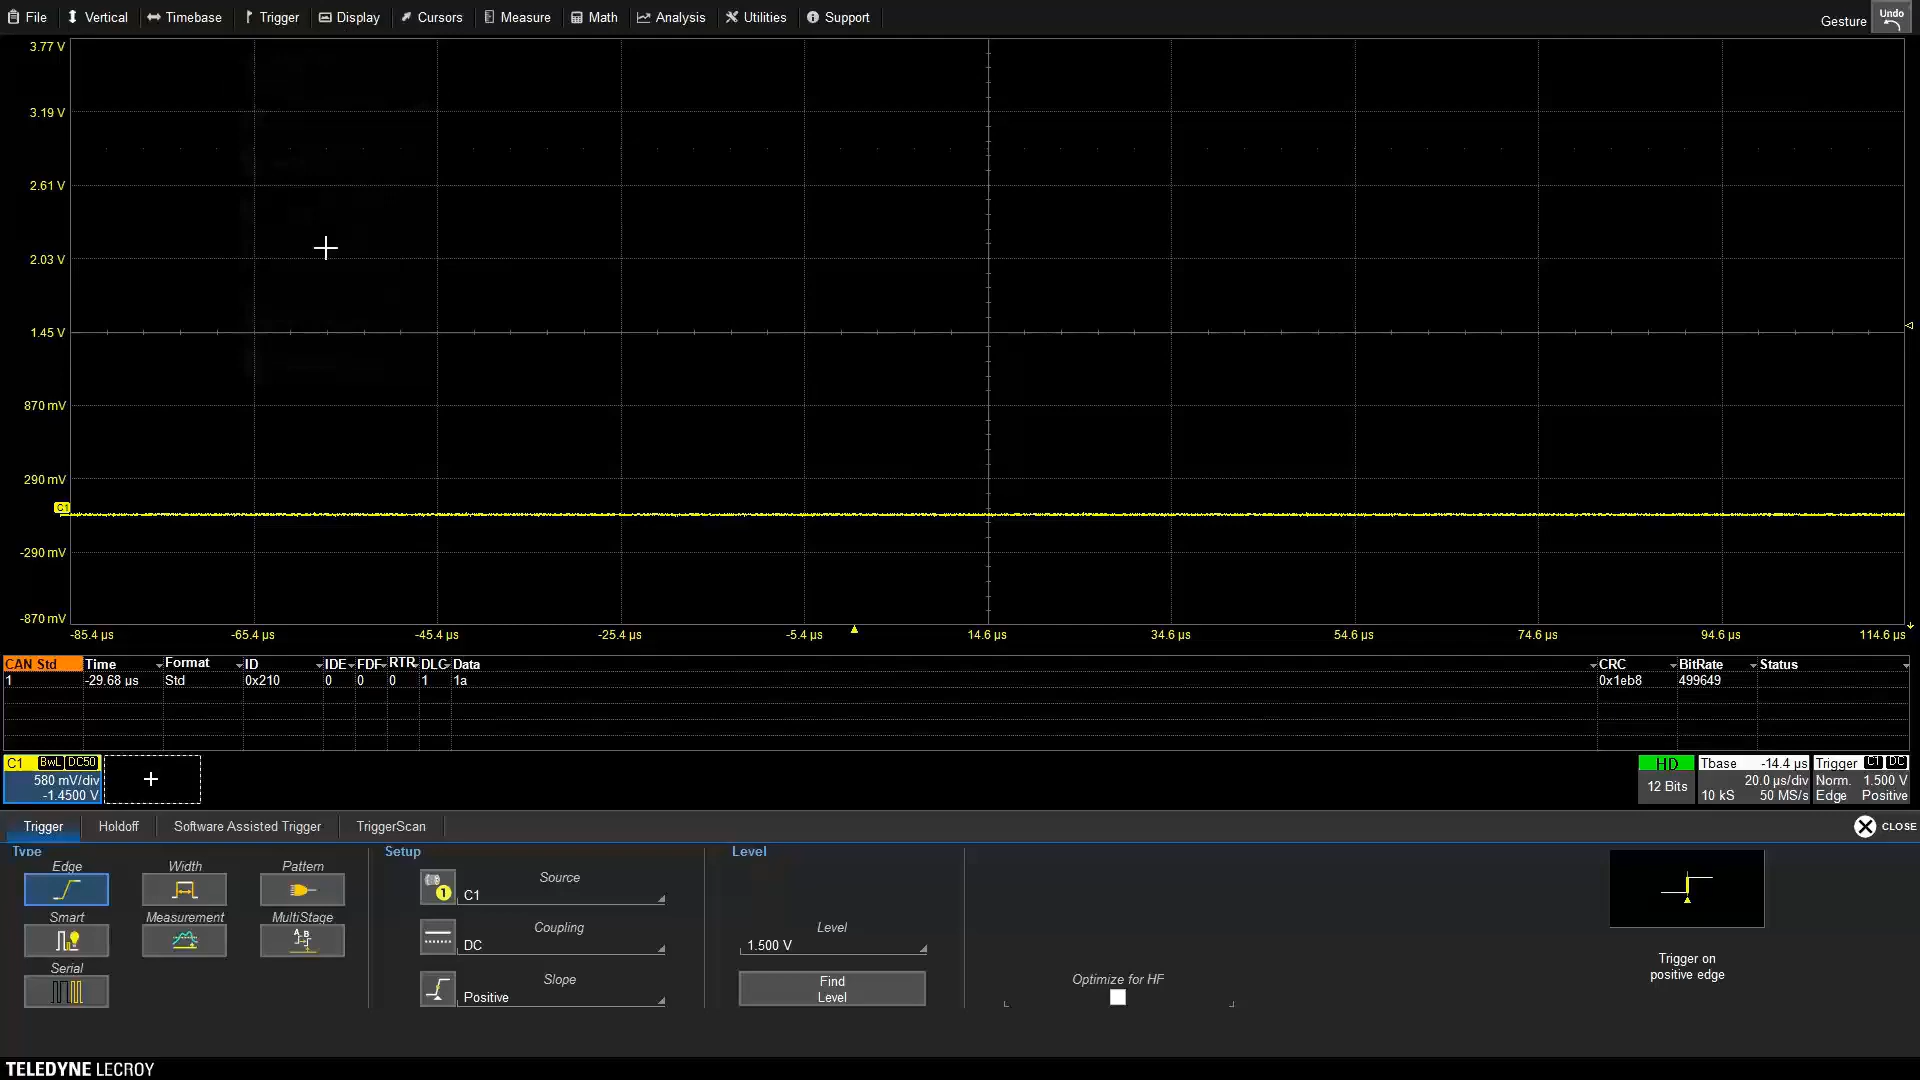 File Vertical Timebase Trigger Display Cursors Measure Math Analysis Utilities Support Gesture Undo
3.77 V
3.19 V
2.61 V
2.03 V
1.45 V
870 mV
290 mV
C1
-290 mV
-870 mV
-85.4 µs -65.4 µs -45.4 µs -25.4 µs -5.4 µs 14.6 µs 34.6 µs 54.6 µs 74.6 µs 94.6 µs 114.6 µs
CAN Std Time Format ID IDE FDF RTR DLC Data CRC BitRate Status
1 -29.68 µs Std 0x210 0 0 0 1 1a 0x1eb8 499649
C1 BwL DC50
580 mV/div
-1.4500 V
+
HD
12 Bits
Tbase -14.4 µs
20.0 µs/div
10 kS 50 MS/s
Trigger C1 DC
Norm. 1.500 V
Edge Positive
Trigger Holdoff Software Assisted Trigger TriggerScan CLOSE
Type
Edge Width Pattern
Smart Measurement MultiStage
A B
Serial
Setup
Source
1
C1
Coupling
DC
Slope
Positive
Level
Level
1.500 V
Find
Level
Optimize for HF
Trigger on
positive edge
TELEDYNE LECROY